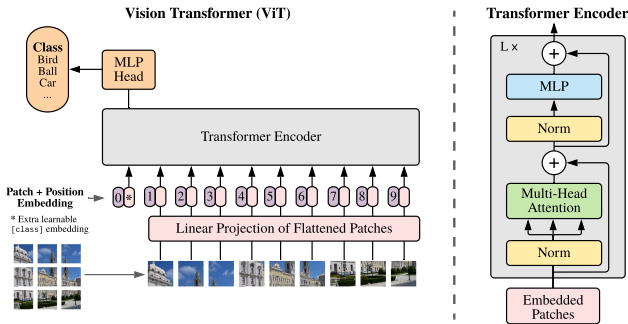 Vision Transformer (ViT)
Class
Bird
Ball
Car
...
MLP
Head
Transformer Encoder
Patch + Position
Embedding
0 * 1 2 3 4 5 6 7 8 9
* Extra learnable
[class] embedding
Linear Projection of Flattened Patches
Transformer Encoder
L ×
+
MLP
Norm
+
Multi-Head
Attention
Norm
Embedded
Patches